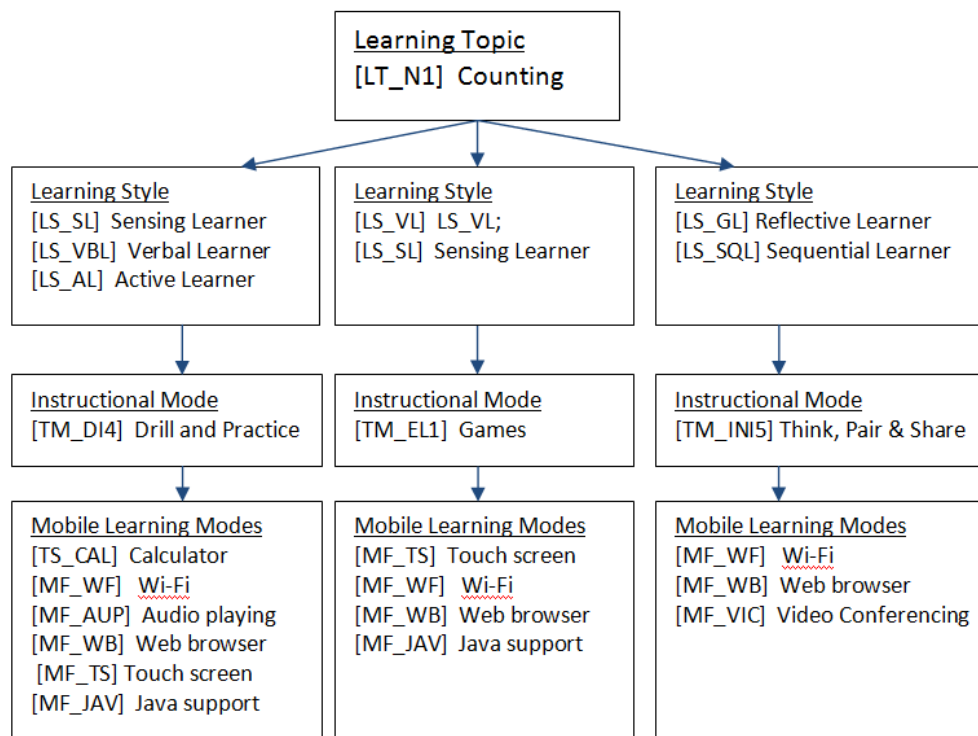 Learning Topic
[LT_N1] Counting
Learning Style
[LS_SL] Sensing Learner
[LS_VBL] Verbal Learner
[LS_AL] Active Learner
Learning Style
[LS_VL] LS_VL;
[LS_SL] Sensing Learner
Learning Style
[LS_GL] Reflective Learner
[LS_SQL] Sequential Learner
Instructional Mode
[TM_DI4] Drill and Practice
Instructional Mode
[TM_EL1] Games
Instructional Mode
[TM_INI5] Think, Pair & Share
Mobile Learning Modes
[TS_CAL] Calculator
[MF_WF] Wi-Fi
[MF_AUP] Audio playing
[MF_WB] Web browser
[MF_TS] Touch screen
[MF_JAV] Java support
Mobile Learning Modes
[MF_TS] Touch screen
[MF_WF] Wi-Fi
[MF_WB] Web browser
[MF_JAV] Java support
Mobile Learning Modes
[MF_WF] Wi-Fi
[MF_WB] Web browser
[MF_VIC] Video Conferencing